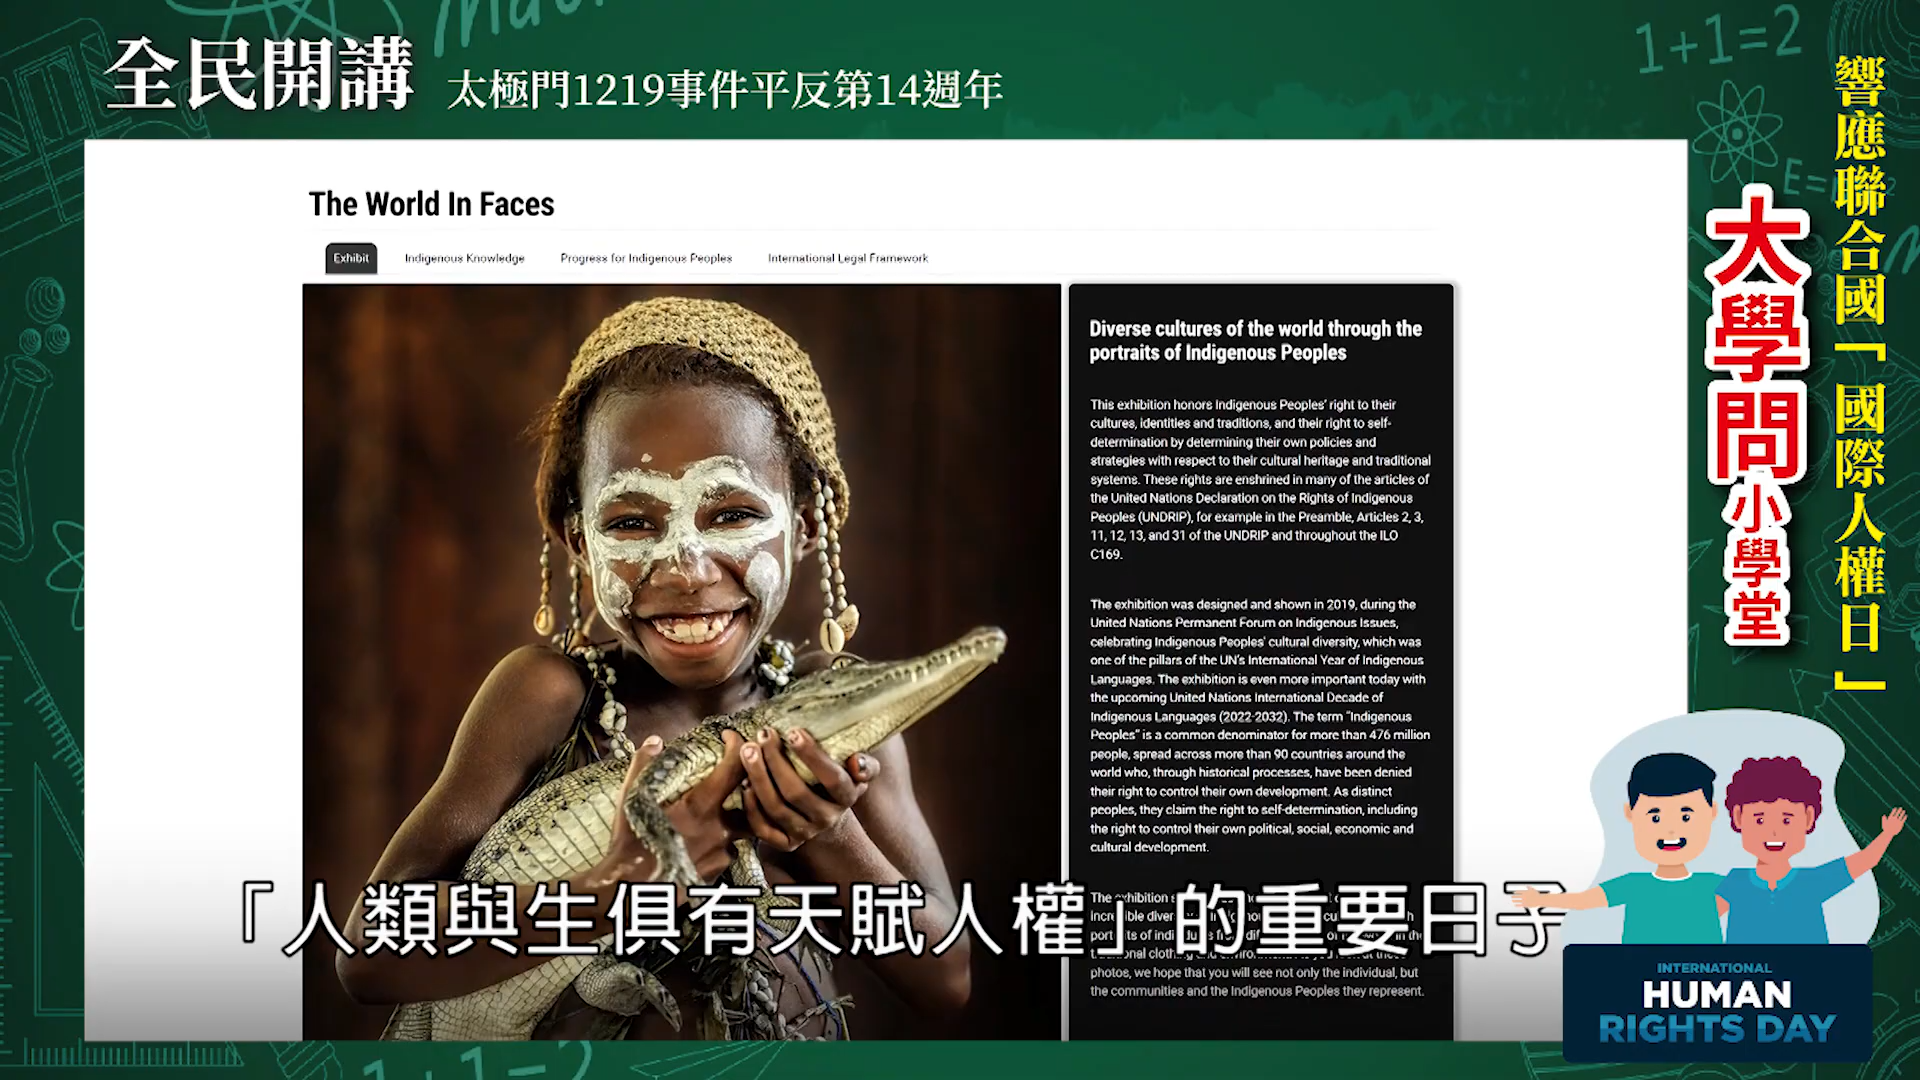 全民開講
太極門1219事件平反第14週年
1+1=2
響應聯合國「國際人權日」
大學問小學堂
The World In Faces
Exhibit
Indigenous Knowledge
Progress for Indigenous Peoples
International Legal Framework
Diverse cultures of the world through the
portraits of Indigenous Peoples
This exhibition honors Indigenous Peoples' right to their
cultures, identities and traditions, and their right to self-
determination by determining their own policies and
strategies with respect to their cultural heritage and traditional
systems. These rights are enshrined in many of the articles of
the United Nations Declaration on the Rights of Indigenous
Peoples (UNDRIP), for example in the Preamble, Articles 2, 3,
11, 12, 13, and 31 of the UNDRIP and throughout the ILO
C169.
The exhibition was designed and shown in 2019, during the
United Nations Permanent Forum on Indigenous Issues,
celebrating Indigenous Peoples' cultural diversity, which was
one of the pillars of the UN's International Year of Indigenous
Languages. The exhibition is even more important today with
the upcoming United Nations International Decade of
Indigenous Languages (2022-2032). The term “Indigenous
Peoples” is a common denominator for more than 476 million
people, spread across more than 90 countries around the
world who, through historical processes, have been denied
their right to control their own development. As distinct
peoples, they claim the right to self-determination, including
the right to control their own political, social, economic and
cultural development.
The exhibition
photos, we hope that you will see not only the individual, but
the communities and the Indigenous Peoples they represent.
「人類與生俱有天賦人權」的重要日子
INTERNATIONAL
HUMAN
RIGHTS DAY